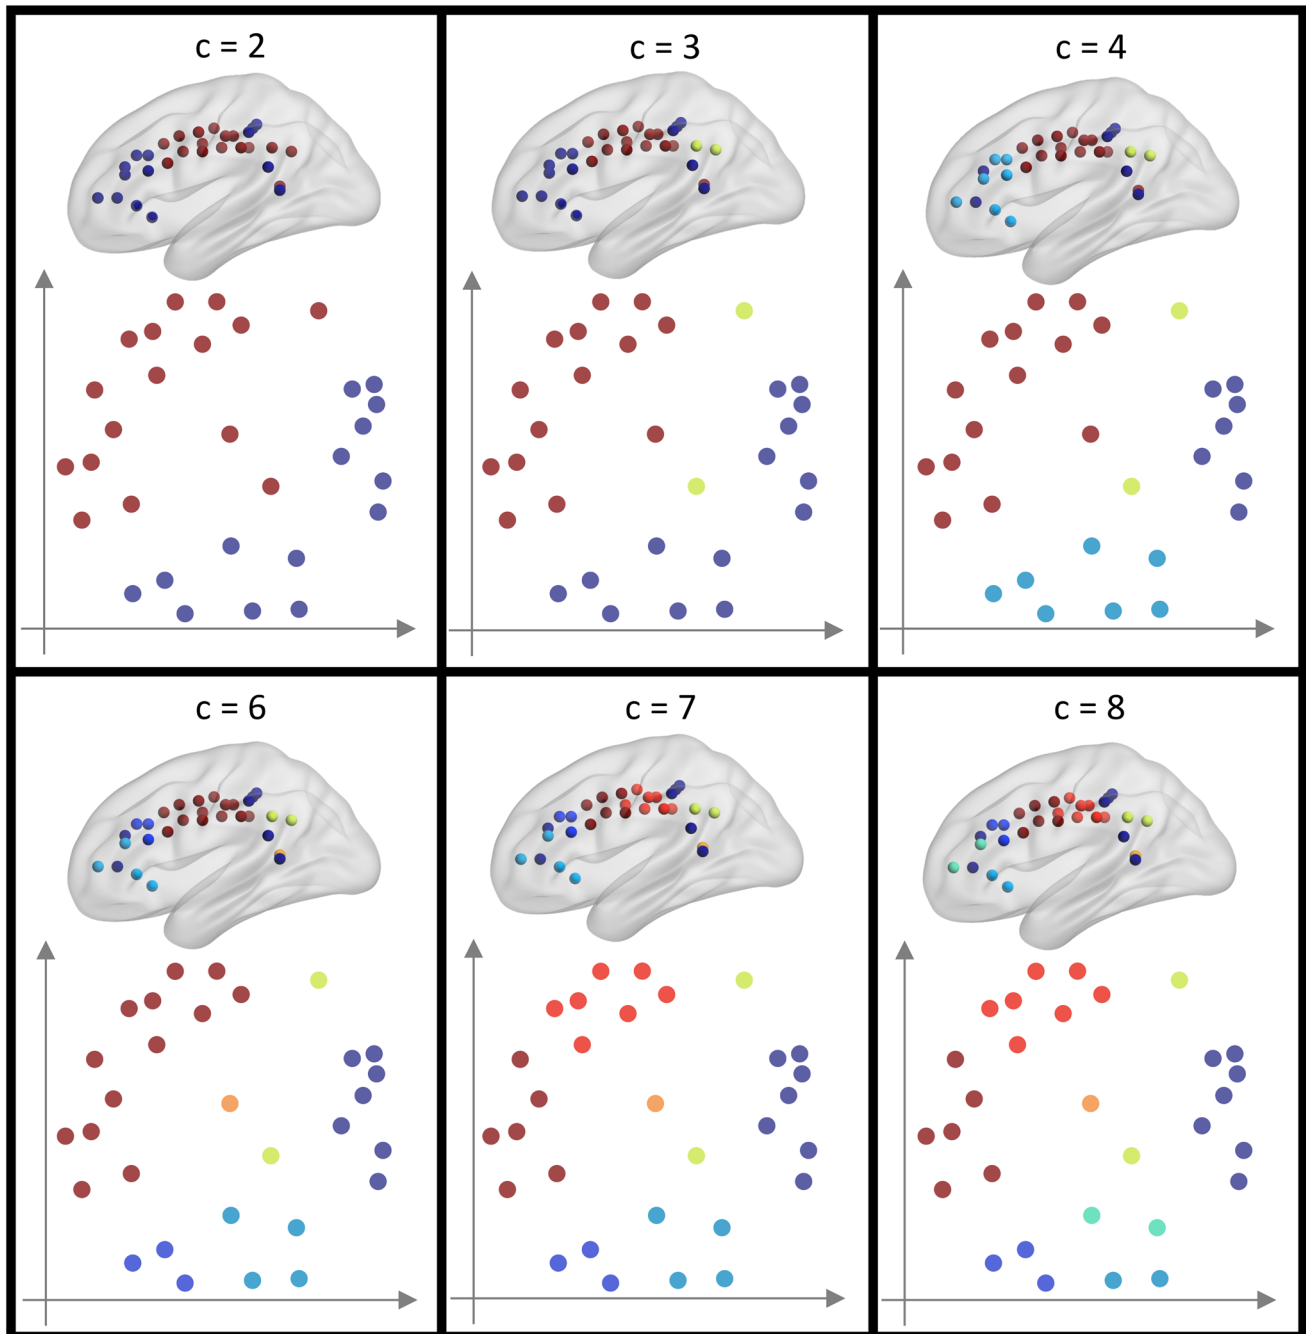 c = 2
c = 3
c = 4
c = 6
c = 7
c = 8